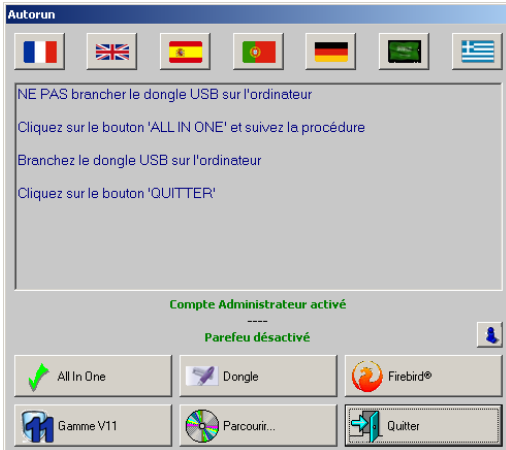 Autorun
NE PAS brancher le dongle USB sur l'ordinateur
Cliquez sur le bouton 'ALL IN ONE' et suivez la procédure
Branchez le dongle USB sur l'ordinateur
Cliquez sur le bouton 'QUITTER'
Compte Administrateur activé
----
Parefeu désactivé
All In One
Dongle
Firebird®
11 Gamme V11
Parcourir...
Quitter